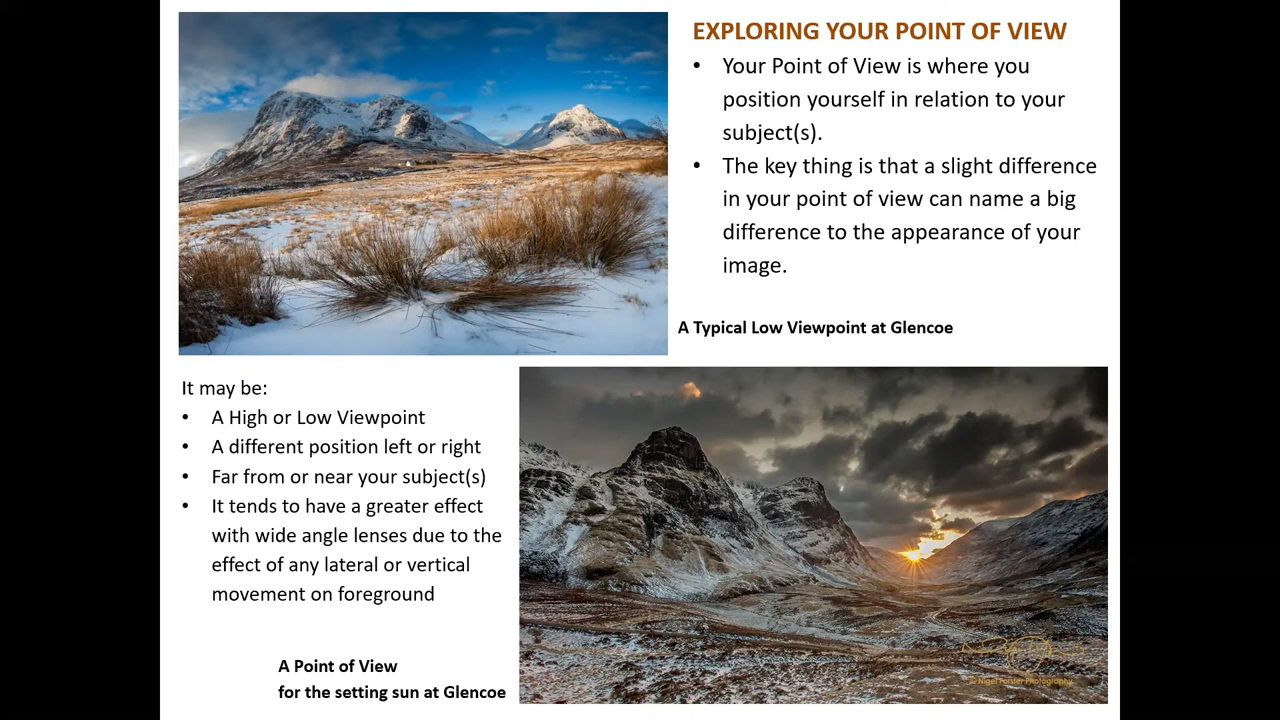 EXPLORING YOUR POINT OF VIEW
• Your Point of View is where you
position yourself in relation to your
subject(s).
• The key thing is that a slight difference
in your point of view can name a big
difference to the appearance of your
image.
A Typical Low Viewpoint at Glencoe
It may be:
• A High or Low Viewpoint
• A different position left or right
• Far from or near your subject(s)
• It tends to have a greater effect
with wide angle lenses due to the
effect of any lateral or vertical
movement on foreground
A Point of View
for the setting sun at Glencoe
© Nigel Forster Photography